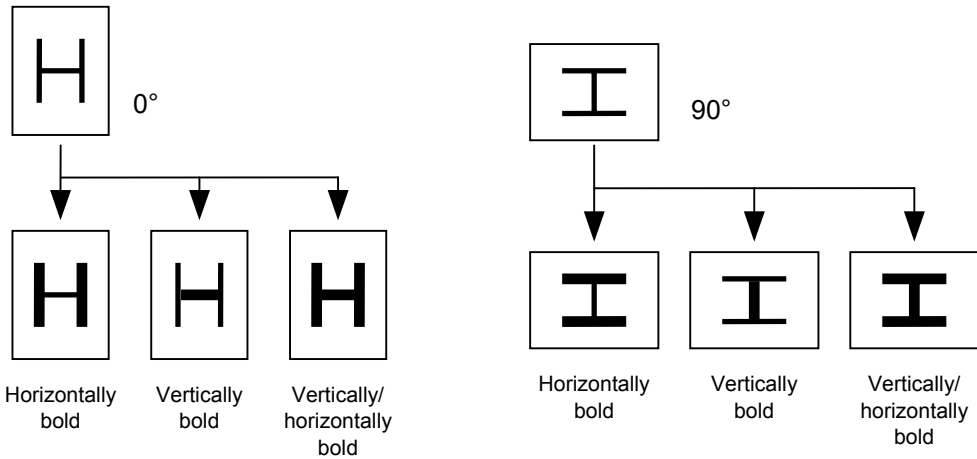 H
0°
H
H
H
Horizontally
bold
Vertically
bold
Vertically/
horizontally
bold
H
90°
H
H
H
Horizontally
bold
Vertically
bold
Vertically/
horizontally
bold